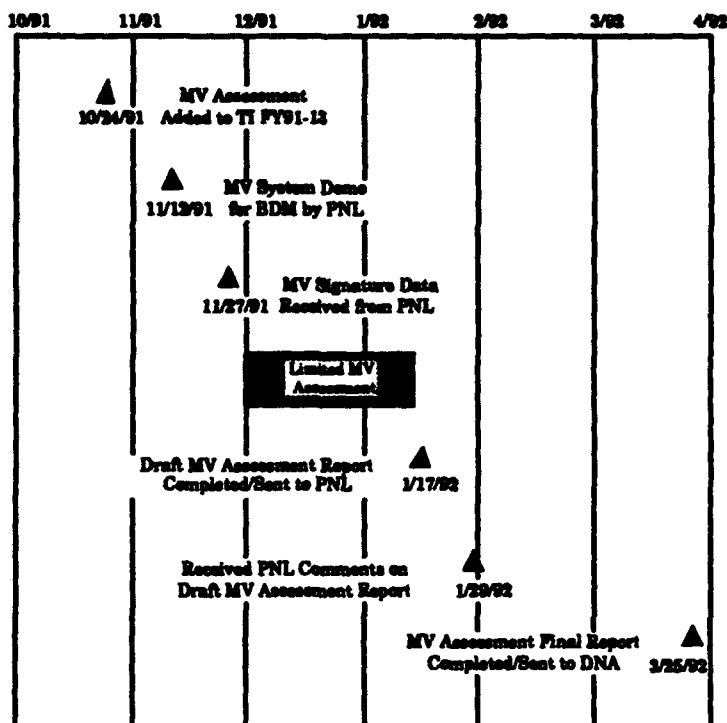 10/91 11/91 12/91 1/92 2/92 3/92 4/92
MV Assessment
10/24/91 Added to TI FY91-13
MV System Demo
11/12/91 for BDM by PNL
MV Signature Data
11/27/91 Received from PNL
Limited MV
Assessment
Draft MV Assessment Report
Completed/Sent to PNL 1/17/92
Received PNL Comments on
Draft MV Assessment Report 1/29/92
MV Assessment Final Report
Completed/Sent to DNA 3/25/92